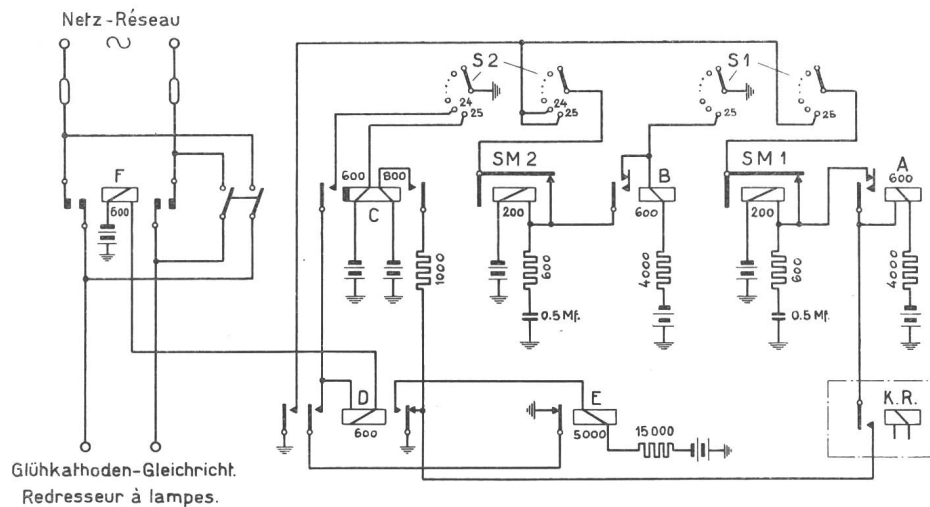 Netz-Réseau
~
S2
S1
24
25
24
25
25
26
F
600
600
800
C
SM 2
200
B
600
SM 1
200
A
600
1000
600
4000
600
4000
0.5 Mf.
0.5 Mf.
D
600
E
5000
15000
K.R.
Glühkathoden-Gleichricht.
Redresseur à lampes.